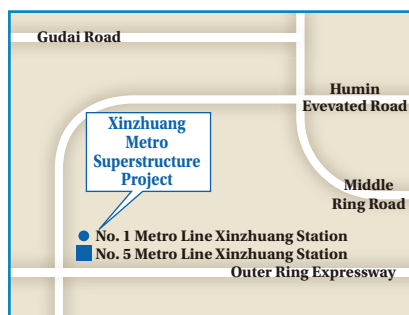 Gudai Road
Humin
Evevated Road
Xinzhuang
Metro
Superstructure
Project
Middle
Ring Road
No. 1 Metro Line Xinzhuang Station
No. 5 Metro Line Xinzhuang Station
Outer Ring Expressway